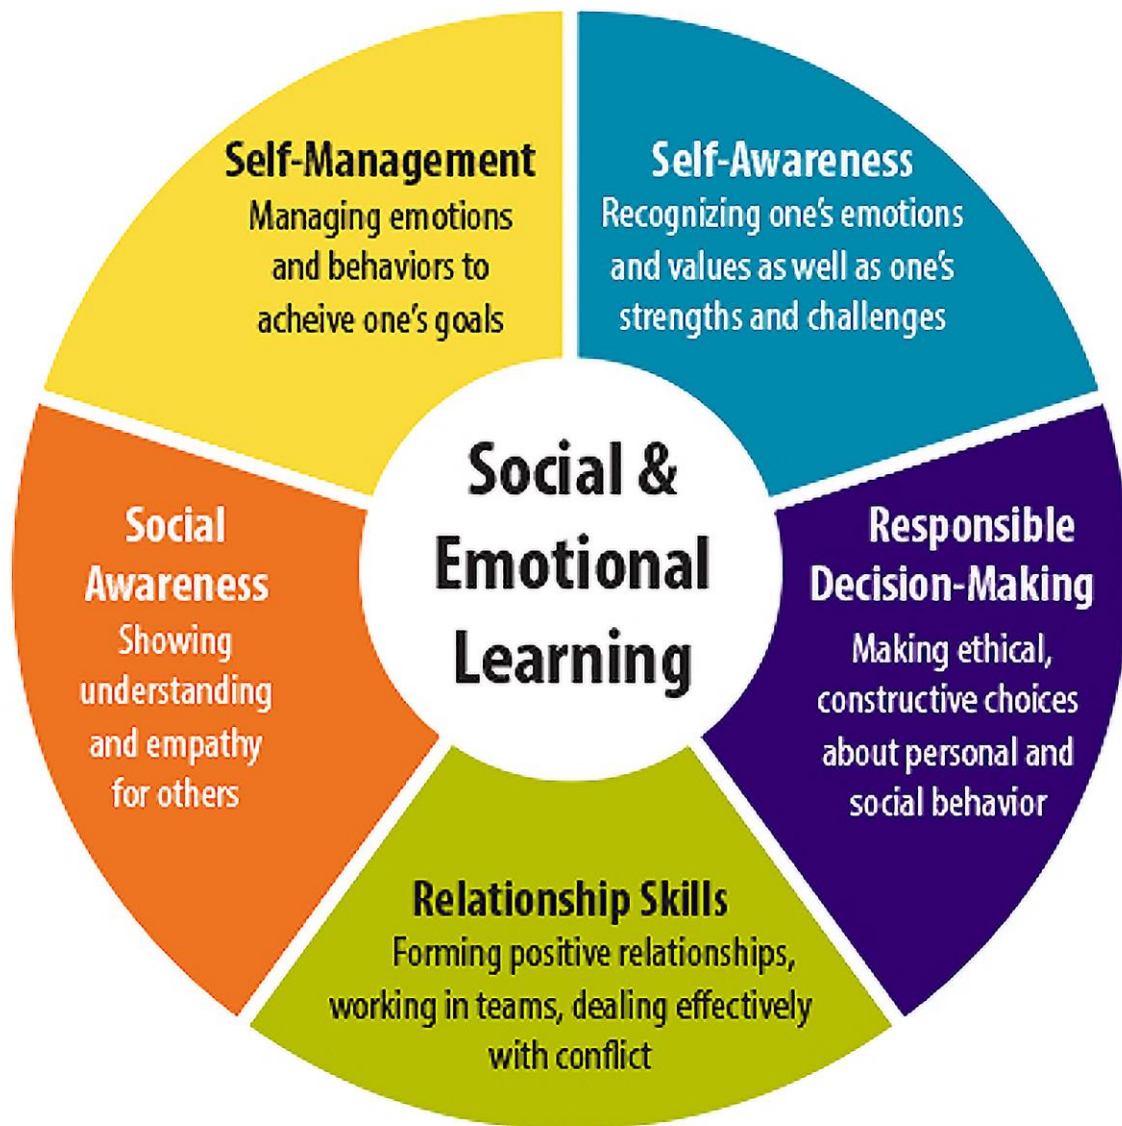 Self-Management
Managing emotions
and behaviors to
acheive one's goals
Self-Awareness
Recognizing one's emotions
and values as well as one's
strengths and challenges
Social &
Emotional
Learning
Social
Awareness
Showing
understanding
and empathy
for others
Responsible
Decision-Making
Making ethical,
constructive choices
about personal and
social behavior
Relationship Skills
Forming positive relationships,
working in teams, dealing effectively
with conflict